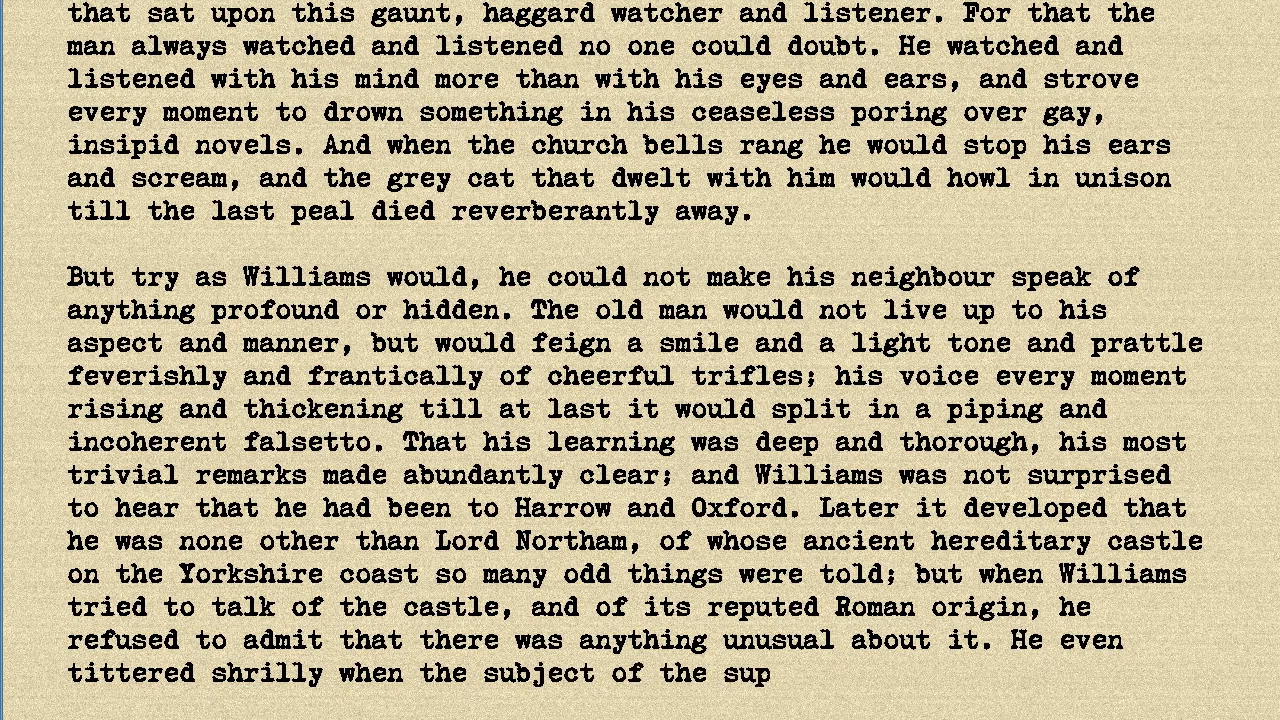 that sat upon this gaunt, haggard watcher and listener. For that the
man always watched and listened no one could doubt. He watched and
listened with his mind more than with his eyes and ears, and strove
every moment to drown something in his ceaseless poring over gay,
insipid novels. And when the church bells rang he would stop his ears
and scream, and the grey cat that dwelt with him would howl in unison
till the last peal died reverberantly away.

But try as Williams would, he could not make his neighbour speak of
anything profound or hidden. The old man would not live up to his
aspect and manner, but would feign a smile and a light tone and prattle
feverishly and frantically of cheerful trifles; his voice every moment
rising and thickening till at last it would split in a piping and
incoherent falsetto. That his learning was deep and thorough, his most
trivial remarks made abundantly clear; and Williams was not surprised
to hear that he had been to Harrow and Oxford. Later it developed that
he was none other than Lord Northam, of whose ancient hereditary castle
on the Yorkshire coast so many odd things were told; but when Williams
tried to talk of the castle, and of its reputed Roman origin, he
refused to admit that there was anything unusual about it. He even
tittered shrilly when the subject of the sup